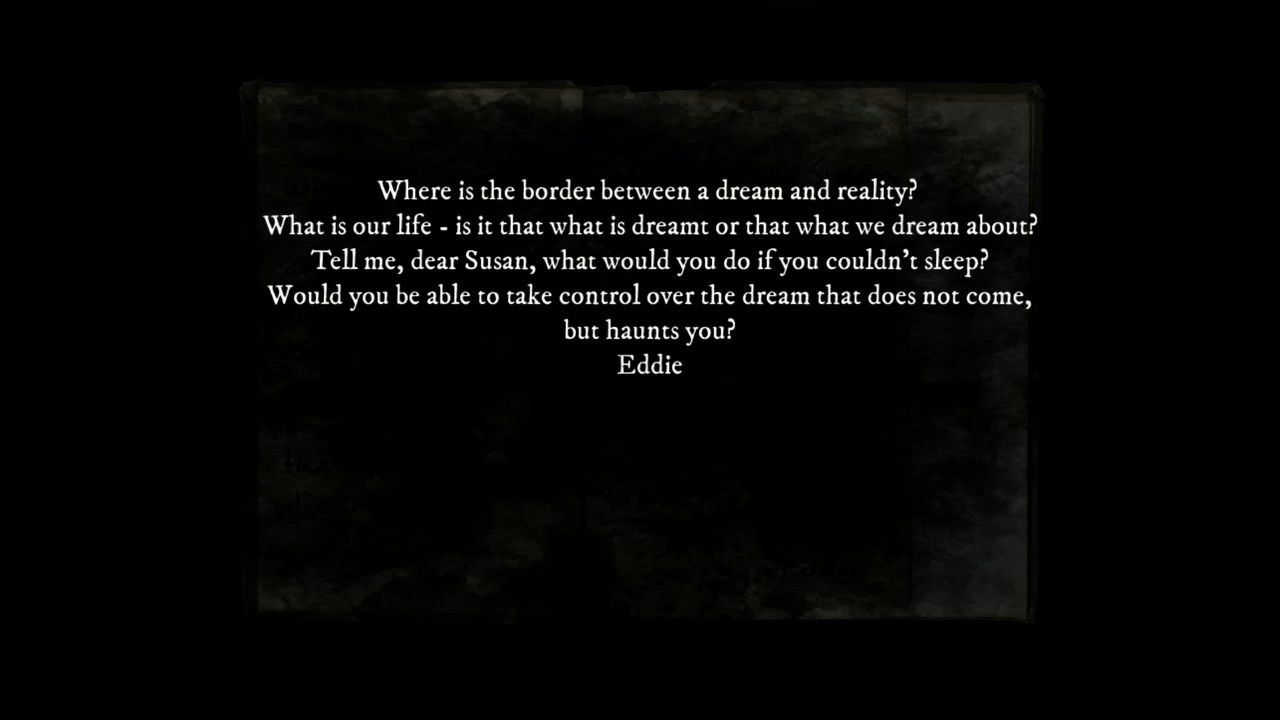 Where is the border between a dream and reality?
What is our life - is it that what is dreamt or that what we dream about?
Tell me, dear Susan, what would you do if you couldn't sleep?
Would you be able to take control over the dream that does not come,
but haunts you?
Eddie